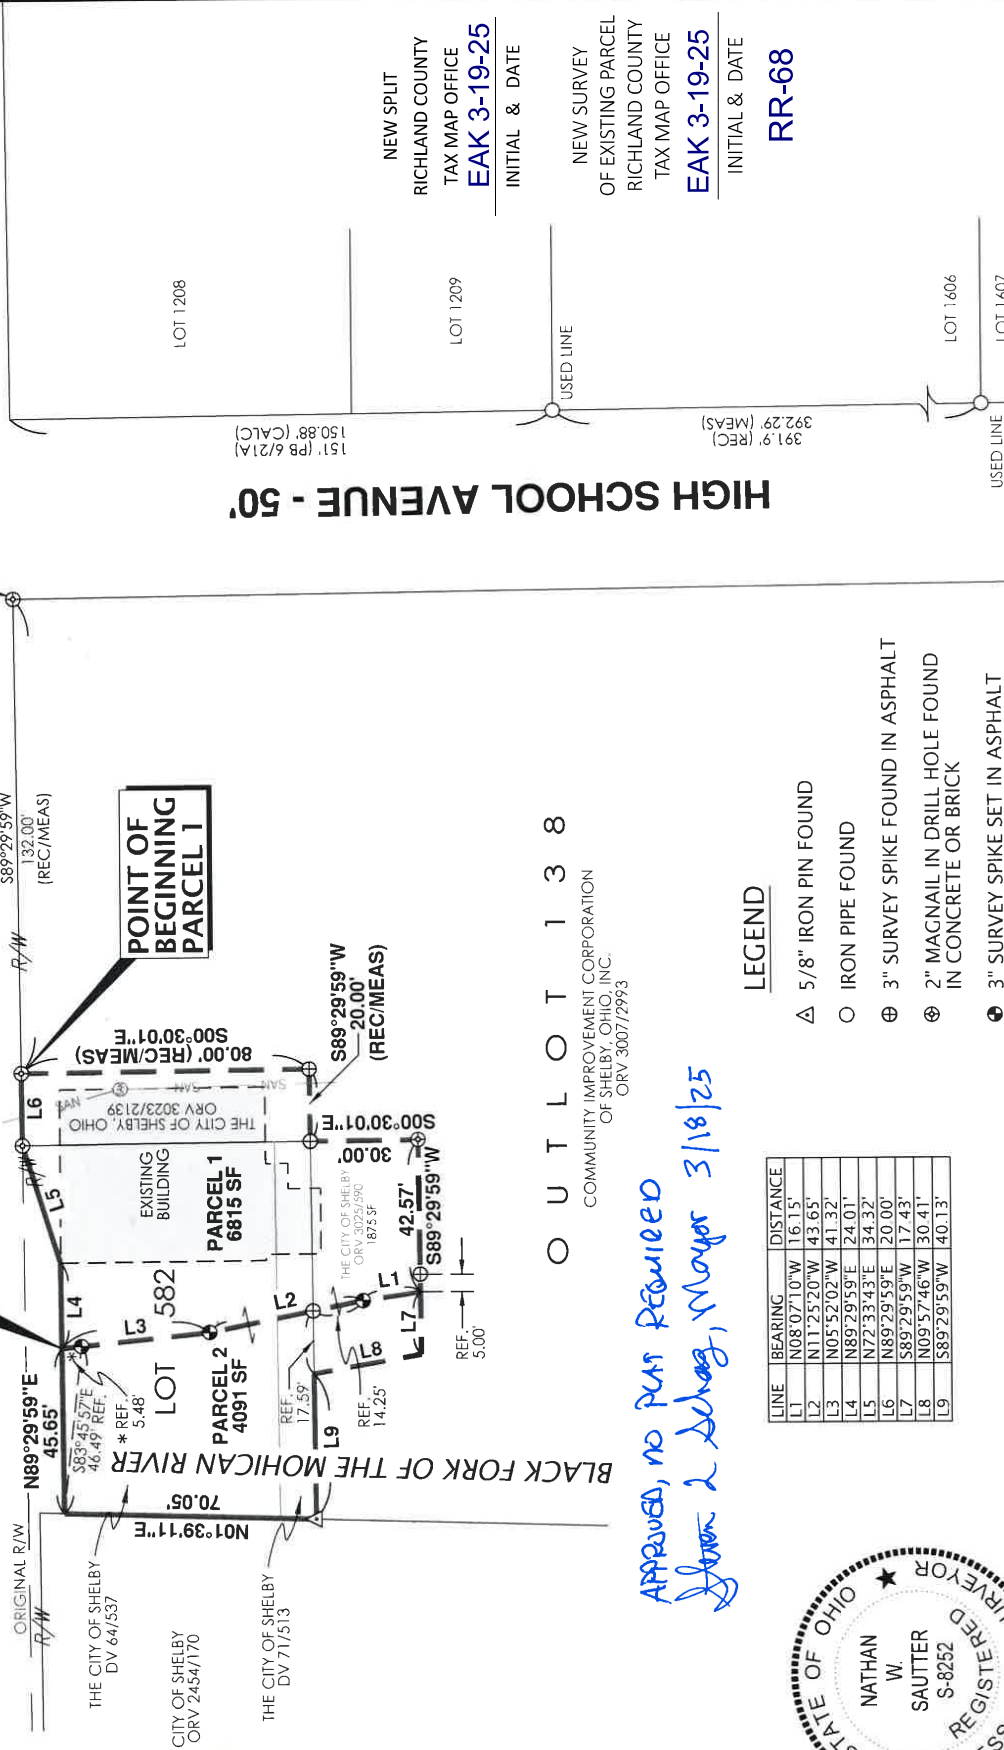 NEW SPLIT
RICHLAND COUNTY
TAX MAP OFFICE
EAK 3-19-25
INITIAL & DATE
NEW SURVEY
OF EXISTING PARCEL
RICHLAND COUNTY
TAX MAP OFFICE
EAK 3-19-25
INITIAL & DATE
RR-68
LOT 1208
LOT 1209
LOT 1606
LOT 1607
USED LINE
USED LINE
151' (PB 6/21A)
150.88' (CALC)
391.9' (REC)
392.29' (MEAS)
HIGH SCHOOL AVENUE - 50'
S89°29'59"W
132.00'
(REC/MEAS)
R/W
POINT OF
BEGINNING
PARCEL 1
L6
R/W
L5
L4
S00°30'01"E
80.00' (REC/MEAS)
SAN
SAN
SAN
S
THE CITY OF SHELBY, OHIO
ORV 3023/2139
EXISTING
BUILDING
PARCEL 1
6815 SF
S89°29'59"W
20.00'
(REC/MEAS)
S00°30'01"E
30.00'
THE CITY OF SHELBY
ORV 3025/590
1875 SF
42.57'
S89°29'59"W
L1
L2
L3
LOT 582
PARCEL 2
4091 SF
L7
L8
L9
REF.
5.00'
REF.
14.25'
REF.
17.59'
* REF.
5.48'
*
S83°45'57"E
46.49' REF.
N89°29'59"E
45.65'
ORIGINAL R/W
R/W
70.05'
N01°39'11"E
BLACK FORK OF THE MOHICAN RIVER
THE CITY OF SHELBY
DV 64/537
CITY OF SHELBY
ORV 2454/170
THE CITY OF SHELBY
DV 71/513
OUTLOT 138
COMMUNITY IMPROVEMENT CORPORATION
OF SHELBY, OHIO, INC.
ORV 3007/2993
APPROVED, NO PLAT REQUIRED
Steven L Schag, Mayor 3/18/25
LEGEND
5/8" IRON PIN FOUND
IRON PIPE FOUND
3" SURVEY SPIKE FOUND IN ASPHALT
2" MAGNAIL IN DRILL HOLE FOUND
IN CONCRETE OR BRICK
3" SURVEY SPIKE SET IN ASPHALT
LINE BEARING DISTANCE
L1 N08°07'10"W 16.15'
L2 N11°25'20"W 43.65'
L3 N05°52'02"W 41.32'
L4 N89°29'59"E 24.01'
L5 N72°33'43"E 34.32'
L6 N89°29'59"E 20.00'
L7 S89°29'59"W 17.43'
L8 N09°57'46"W 30.41'
L9 S89°29'59"W 40.13'
STATE OF OHIO
NATHAN
W.
SAUTTER
S-8252
REGISTERED